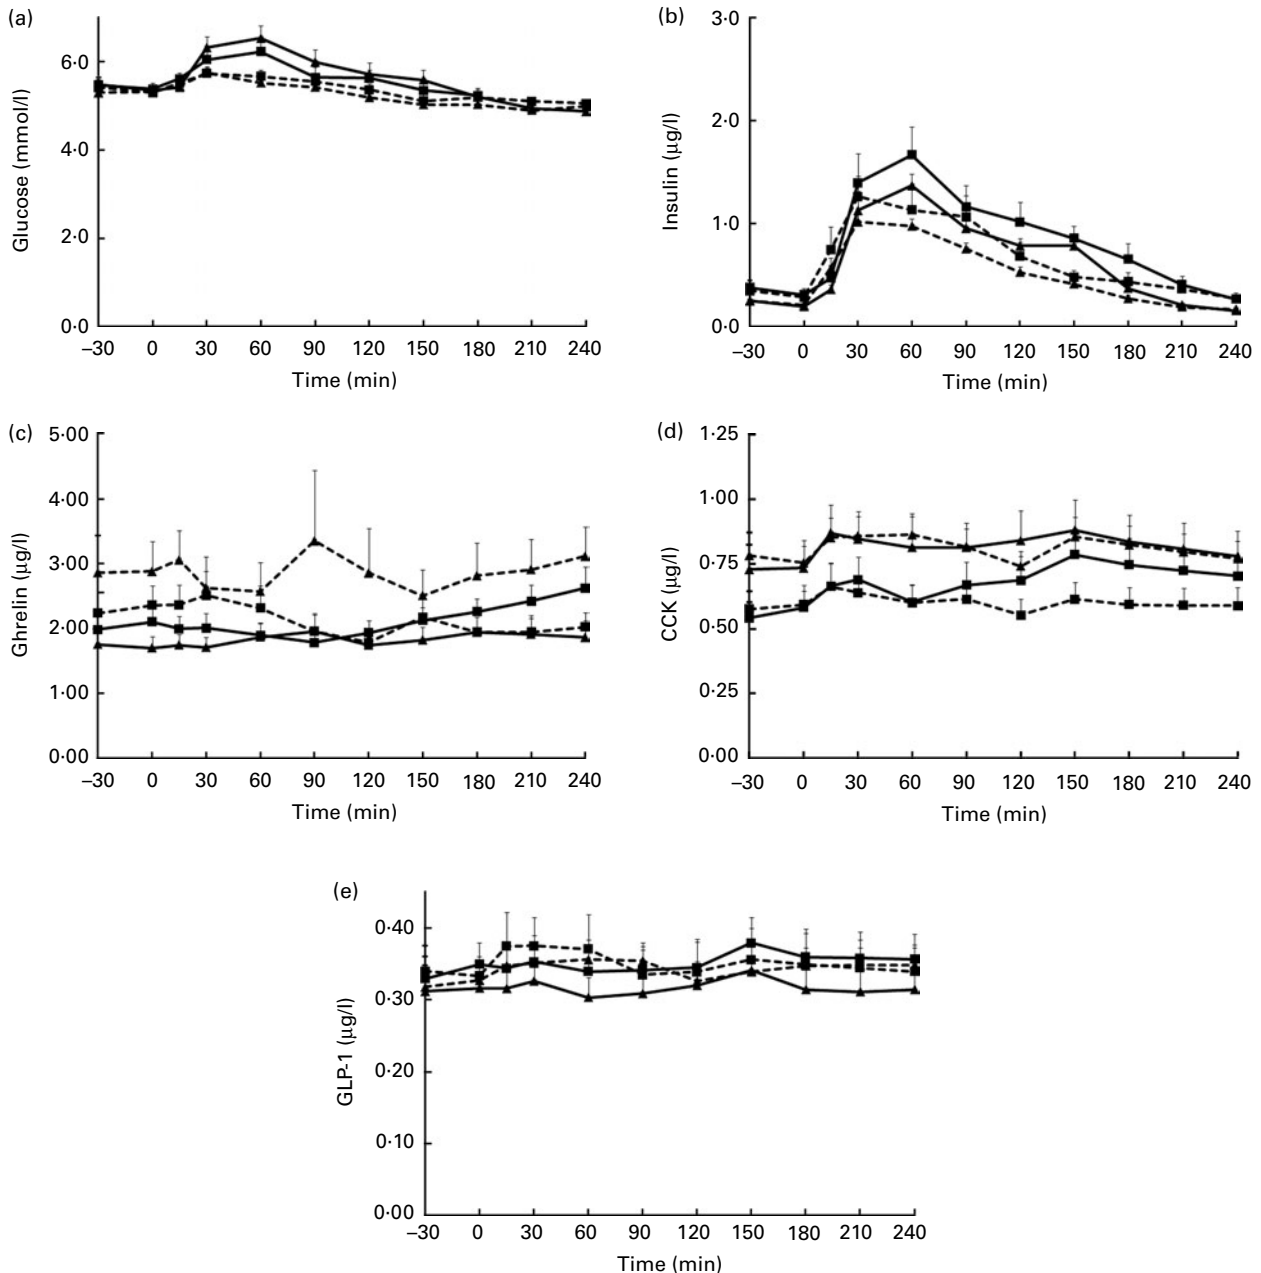 (a)
6·0
4·0
2·0
0·0
Glucose (mmol/l)
–30 0 30 60 90 120 150 180 210 240
Time (min)
(b)
3·0
2·0
1·0
0·0
Insulin (µg/l)
–30 0 30 60 90 120 150 180 210 240
Time (min)
(c)
5·00
4·00
3·00
2·00
1·00
0·00
Ghrelin (µg/l)
–30 0 30 60 90 120 150 180 210 240
Time (min)
(d)
1·25
1·00
0·75
0·50
0·25
0·00
CCK (µg/l)
–30 0 30 60 90 120 150 180 210 240
Time (min)
(e)
0·40
0·30
0·20
0·10
0·00
GLP-1 (µg/l)
–30 0 30 60 90 120 150 180 210 240
Time (min)